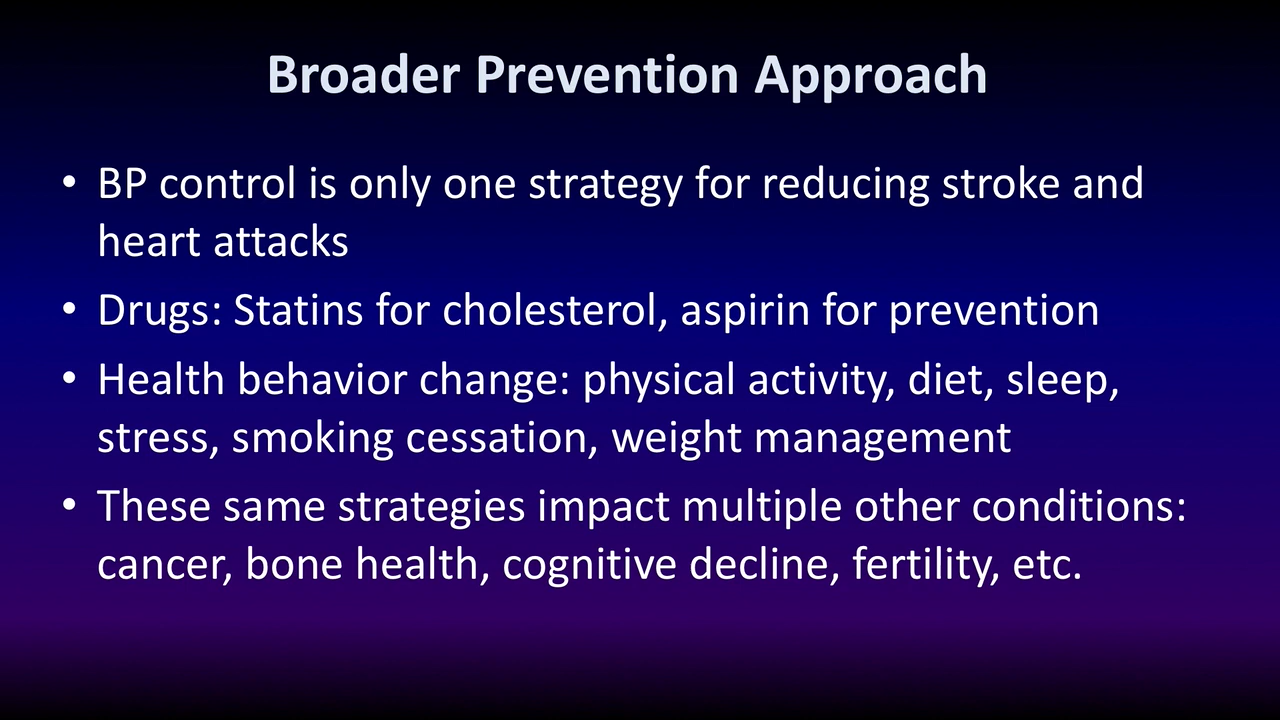 Broader Prevention Approach
• BP control is only one strategy for reducing stroke and
heart attacks
• Drugs: Statins for cholesterol, aspirin for prevention
• Health behavior change: physical activity, diet, sleep,
stress, smoking cessation, weight management
• These same strategies impact multiple other conditions:
cancer, bone health, cognitive decline, fertility, etc.